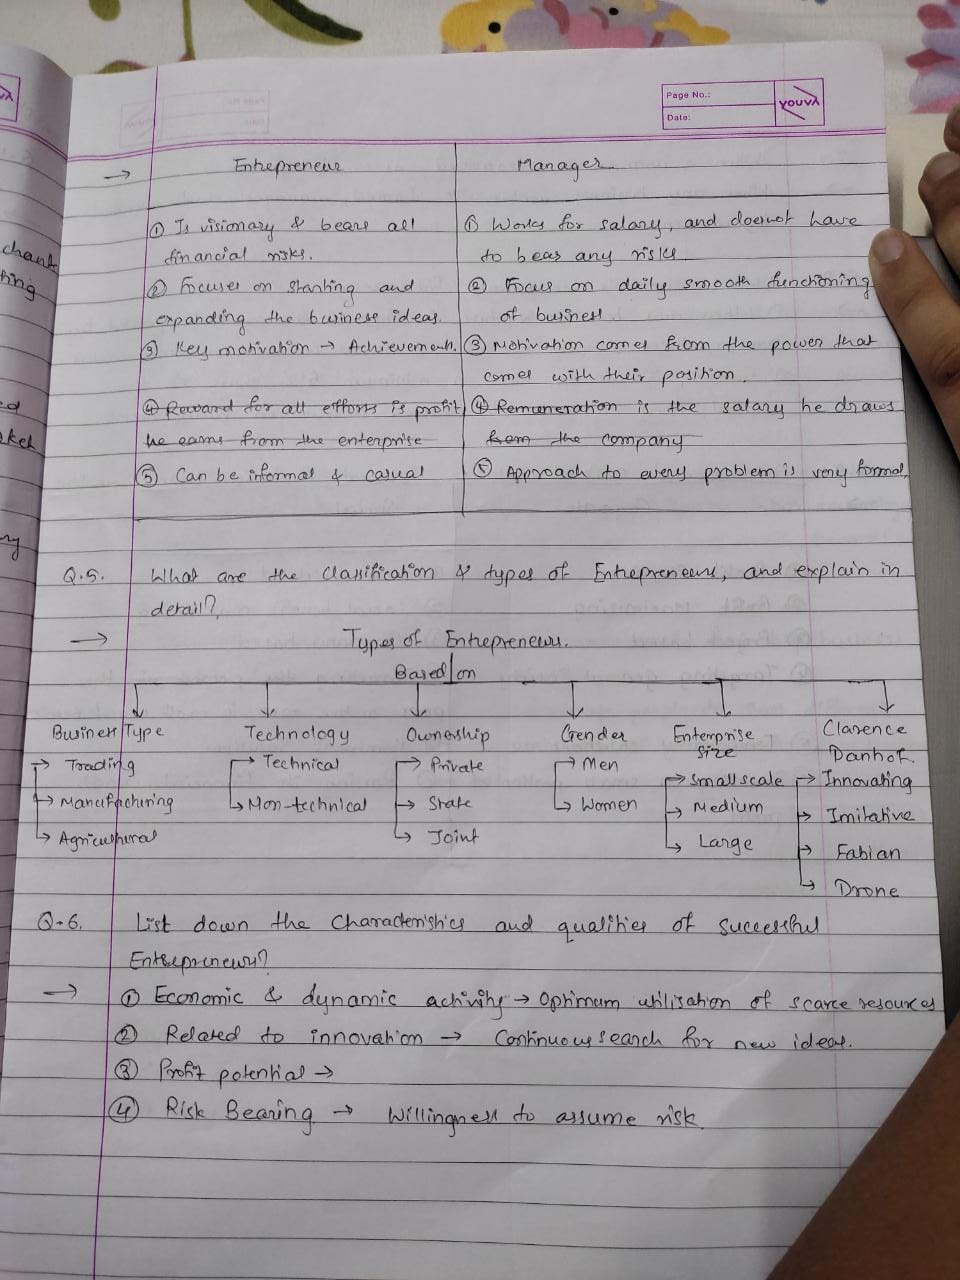 Page No.:
Date:
YOUVA
→ Entrepreneur Manager
① Is visionary & bears all ① Works for salary, and doesnot have
financial risks. to bear any risks
② Focuses on starting and ② Focus on daily smooth functioning
expanding the business ideas. of business
③ Key motivation → Achievement. ③ Motivation comes from the power that
comes with their position.
④ Reward for all efforts is profit ④ Remuneration is the salary he draws
he earns from the enterprise from the company
⑤ Can be informal & casual ⑤ Approach to every problem is very formal.
Q.5. What are the classification & types of Entrepreneurs, and explain in
detail?
→ Types of Entrepreneurs.
Based on
Business Type Technology Ownership Gender Enterprise Size Clarence Danhof.
→ Trading → Technical → Private → Men → Small scale → Innovating
→ Manufacturing → Non-technical → State → Women → Medium → Imitative
→ Agricultural → Joint → Large → Fabian
→ Drone
Q-6. List down the characteristics and qualities of successful
Entrepreneurs?
→ ① Economic & dynamic activity → Optimum utilisation of scarce resources
② Related to innovation → Continuous search for new ideas.
③ Profit potential →
④ Risk Bearing → Willingness to assume risk.